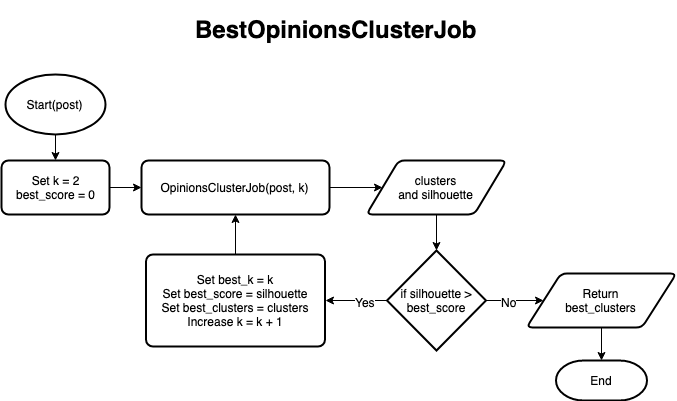 BestOpinionsClusterJob
Start(post)
Set k = 2
best_score = 0
OpinionsClusterJob(post, k)
clusters
and silhouette
Set best_k = k
Set best_score = silhouette
Set best_clusters = clusters
Increase k = k + 1
Yes
if silhouette >
best_score
No
Return
best_clusters
End